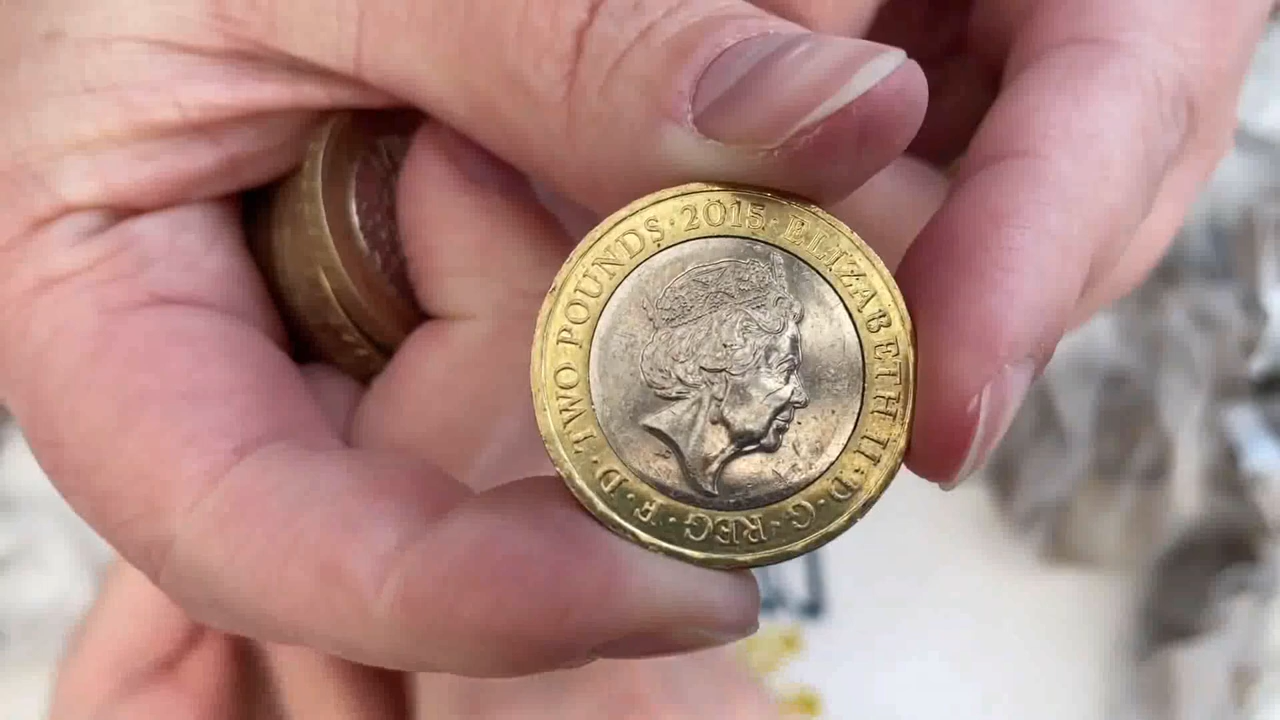 TWO POUNDS · 2015 · ELIZABETH II · D · G · REG · F · D ·